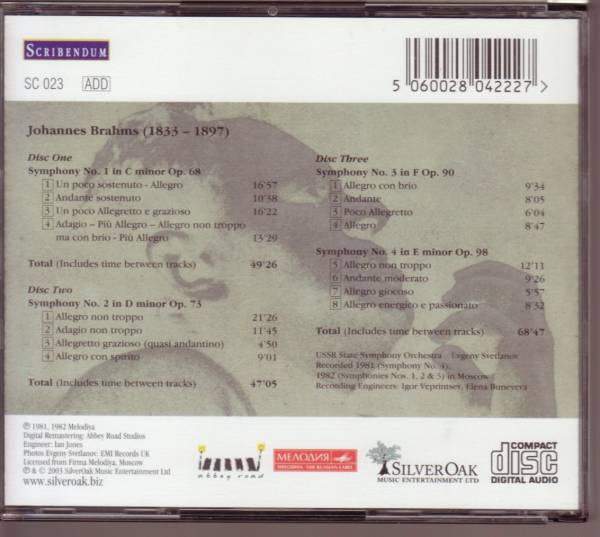 SCRIBENDUM
SC 023 ADD
5 060028 042227 >
Johannes Brahms (1833 – 1897)
Disc One
Symphony No. 1 in C minor Op. 68
1 Un poco sostenuto - Allegro 16'57
2 Andante sostenuto 10'38
3 Un poco Allegretto e grazioso 16'22
4 Adagio – Più Allegro – Allegro non troppo
ma con brio - Più Allegro 13'29
Total (Includes time between tracks) 49'26
Disc Two
Symphony No. 2 in D minor Op. 73
1 Allegro non troppo 21'26
2 Adagio non troppo 11'45
3 Allegretto grazioso (quasi andantino) 4'50
4 Allegro con spirito 9'01
Total (Includes time between tracks) 47'05
Disc Three
Symphony No. 3 in F Op. 90
1 Allegro con brio 9'34
2 Andante 8'05
3 Poco Allegretto 6'04
4 Allegro 8'47
Symphony No. 4 in E minor Op. 98
5 Allegro non troppo 12'11
6 Andante moderato 9'26
7 Allegro giocoso 5'57
8 Allegro energico e passionato 8'32
Total (Includes time between tracks) 68'47
USSR State Symphony Orchestra Evgeny Svetlanov
Recorded 1981 (Symphony No. 4),
1982 (Symphonies Nos. 1, 2 & 3) in Moscow
Recording Engineers: Igor Veprintsev, Elena Buneyeva
℗ 1981, 1982 Melodiya
Digital Remastering: Abbey Road Studios
Engineer: Ian Jones
Photos Evgeny Svetlanov: EMI Records UK
Licensed from Firma Melodiya, Moscow
℗ & © 2003 SilverOak Music Entertainment Ltd
www.silveroak.biz
abbey road
МЕЛОДИЯ
MELODIYA - THE RUSSIAN LABEL
SILVEROAK
MUSIC ENTERTAINMENT LTD
COMPACT
disc
DIGITAL AUDIO